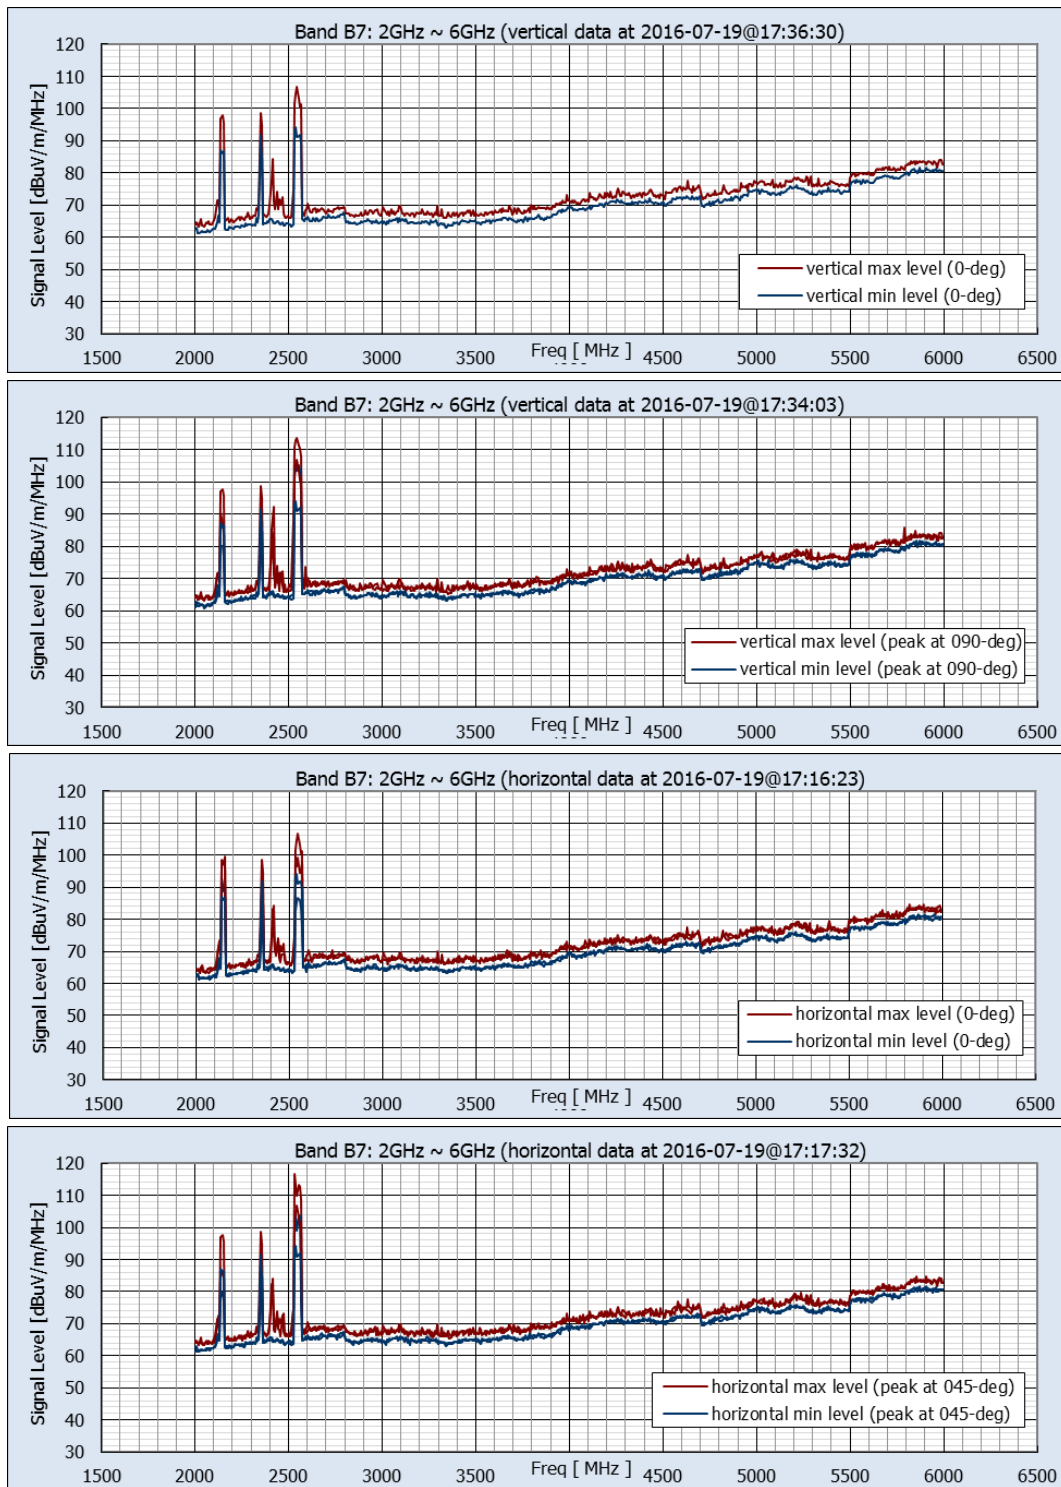 Band B7: 2GHz ~ 6GHz (vertical data at 2016-07-19@17:36:30)
Signal Level [dBuV/m/MHz]
120
110
100
90
80
70
60
50
40
30
vertical max level (0-deg)
vertical min level (0-deg)
1500 2000 2500 3000 3500 4500 5000 5500 6000 6500
Freq [ MHz ]
Band B7: 2GHz ~ 6GHz (vertical data at 2016-07-19@17:34:03)
Signal Level [dBuV/m/MHz]
120
110
100
90
80
70
60
50
40
30
vertical max level (peak at 090-deg)
vertical min level (peak at 090-deg)
1500 2000 2500 3000 3500 4500 5000 5500 6000 6500
Freq [ MHz ]
Band B7: 2GHz ~ 6GHz (horizontal data at 2016-07-19@17:16:23)
Signal Level [dBuV/m/MHz]
120
110
100
90
80
70
60
50
40
30
horizontal max level (0-deg)
horizontal min level (0-deg)
1500 2000 2500 3000 3500 4500 5000 5500 6000 6500
Freq [ MHz ]
Band B7: 2GHz ~ 6GHz (horizontal data at 2016-07-19@17:17:32)
Signal Level [dBuV/m/MHz]
120
110
100
90
80
70
60
50
40
30
horizontal max level (peak at 045-deg)
horizontal min level (peak at 045-deg)
1500 2000 2500 3000 3500 4500 5000 5500 6000 6500
Freq [ MHz ]